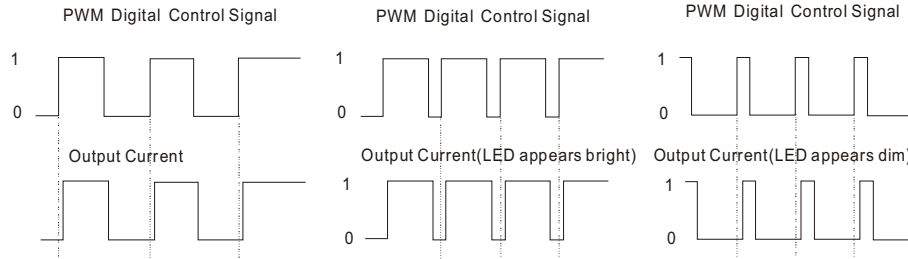 PWM Digital Control Signal
1
0
Output Current
PWM Digital Control Signal
1
0
Output Current(LED appears bright)
1
0
PWM Digital Control Signal
1
0
Output Current(LED appears dim)
1
0